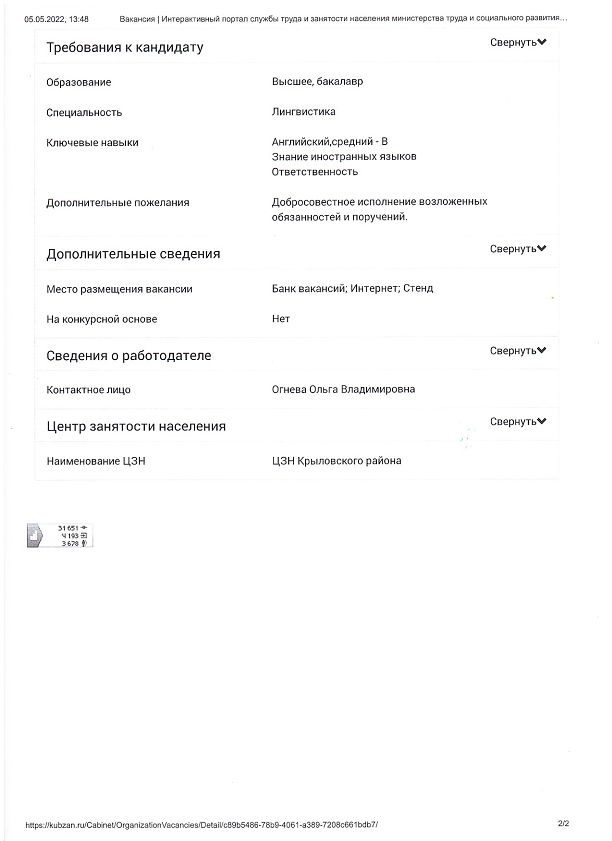 05.05.2022, 13:48 Вакансия | Интерактивный портал службы труда и занятости населения министерства труда и социального развития…
Требования к кандидату Свернуть
Образование Высшее, бакалавр
Специальность Лингвистика
Ключевые навыки Английский,средний - B
Знание иностранных языков
Ответственность
Дополнительные пожелания Добросовестное исполнение возложенных
обязанностей и поручений.
Дополнительные сведения Свернуть
Место размещения вакансии Банк вакансий; Интернет; Стенд
На конкурсной основе Нет
Сведения о работодателе Свернуть
Контактное лицо Огнева Ольга Владимировна
Центр занятости населения Свернуть
Наименование ЦЗН ЦЗН Крыловского района
31 651
4 193
3 678
https://kubzan.ru/Cabinet/OrganizationVacancies/Detail/c89b5486-78b9-4061-a389-7208c661bdb7/ 2/2